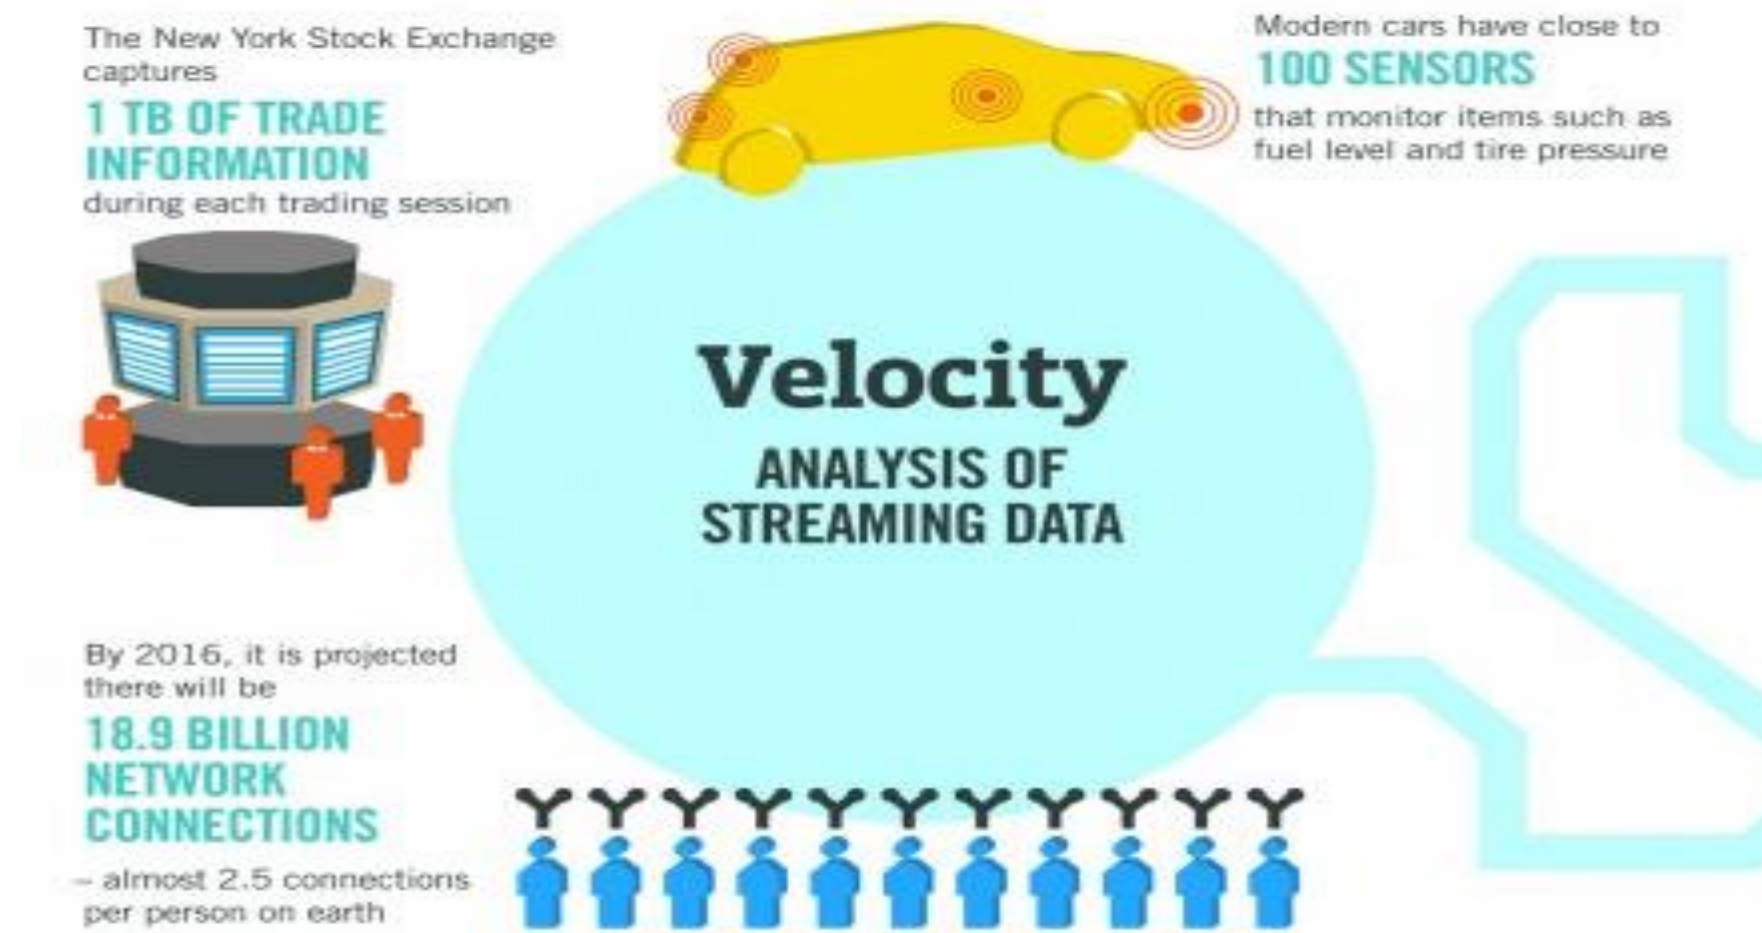 The New York Stock Exchange
captures
1 TB OF TRADE
INFORMATION
during each trading session
Modern cars have close to
100 SENSORS
that monitor items such as
fuel level and tire pressure
Velocity
ANALYSIS OF
STREAMING DATA
By 2016, it is projected
there will be
18.9 BILLION
NETWORK
CONNECTIONS
– almost 2.5 connections
per person on earth